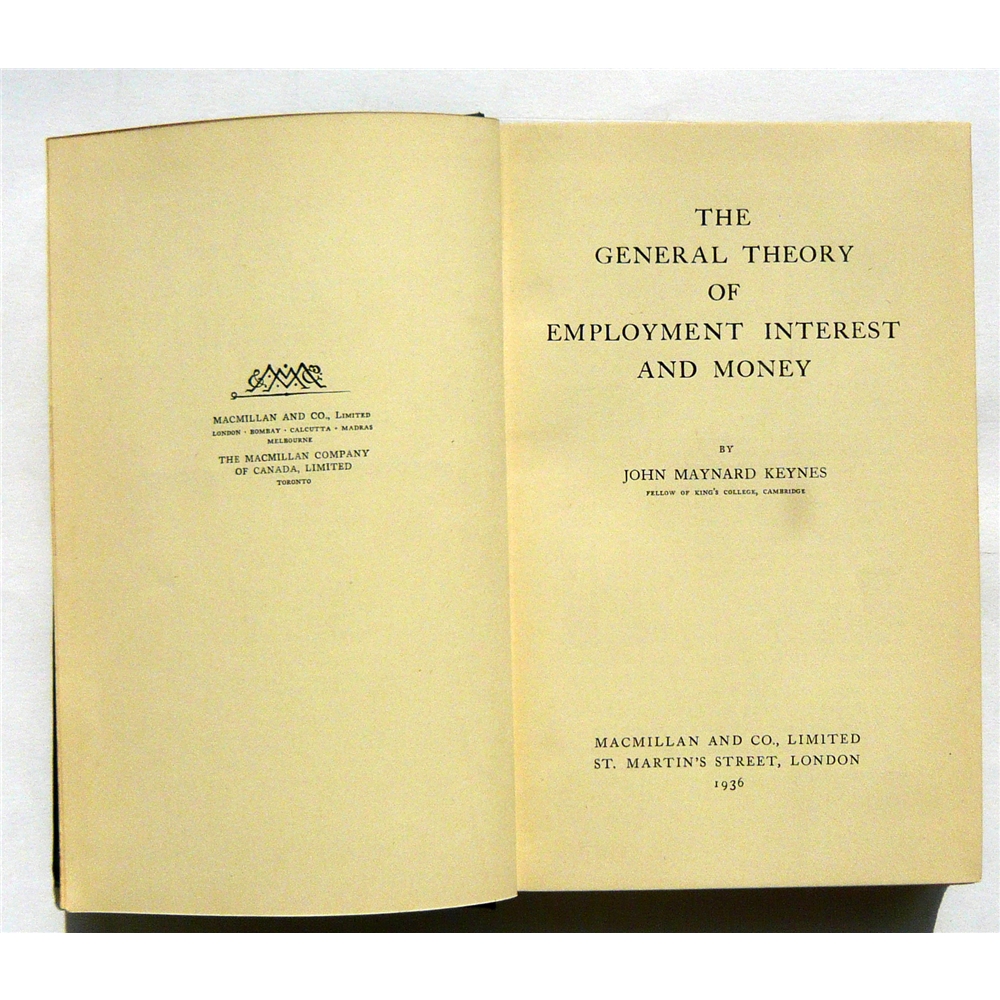 MACMILLAN AND CO., LIMITED
LONDON · BOMBAY · CALCUTTA · MADRAS
MELBOURNE
THE MACMILLAN COMPANY
OF CANADA, LIMITED
TORONTO
THE
GENERAL THEORY
OF
EMPLOYMENT INTEREST
AND MONEY
BY
JOHN MAYNARD KEYNES
FELLOW OF KING'S COLLEGE, CAMBRIDGE
MACMILLAN AND CO., LIMITED
ST. MARTIN'S STREET, LONDON
1936